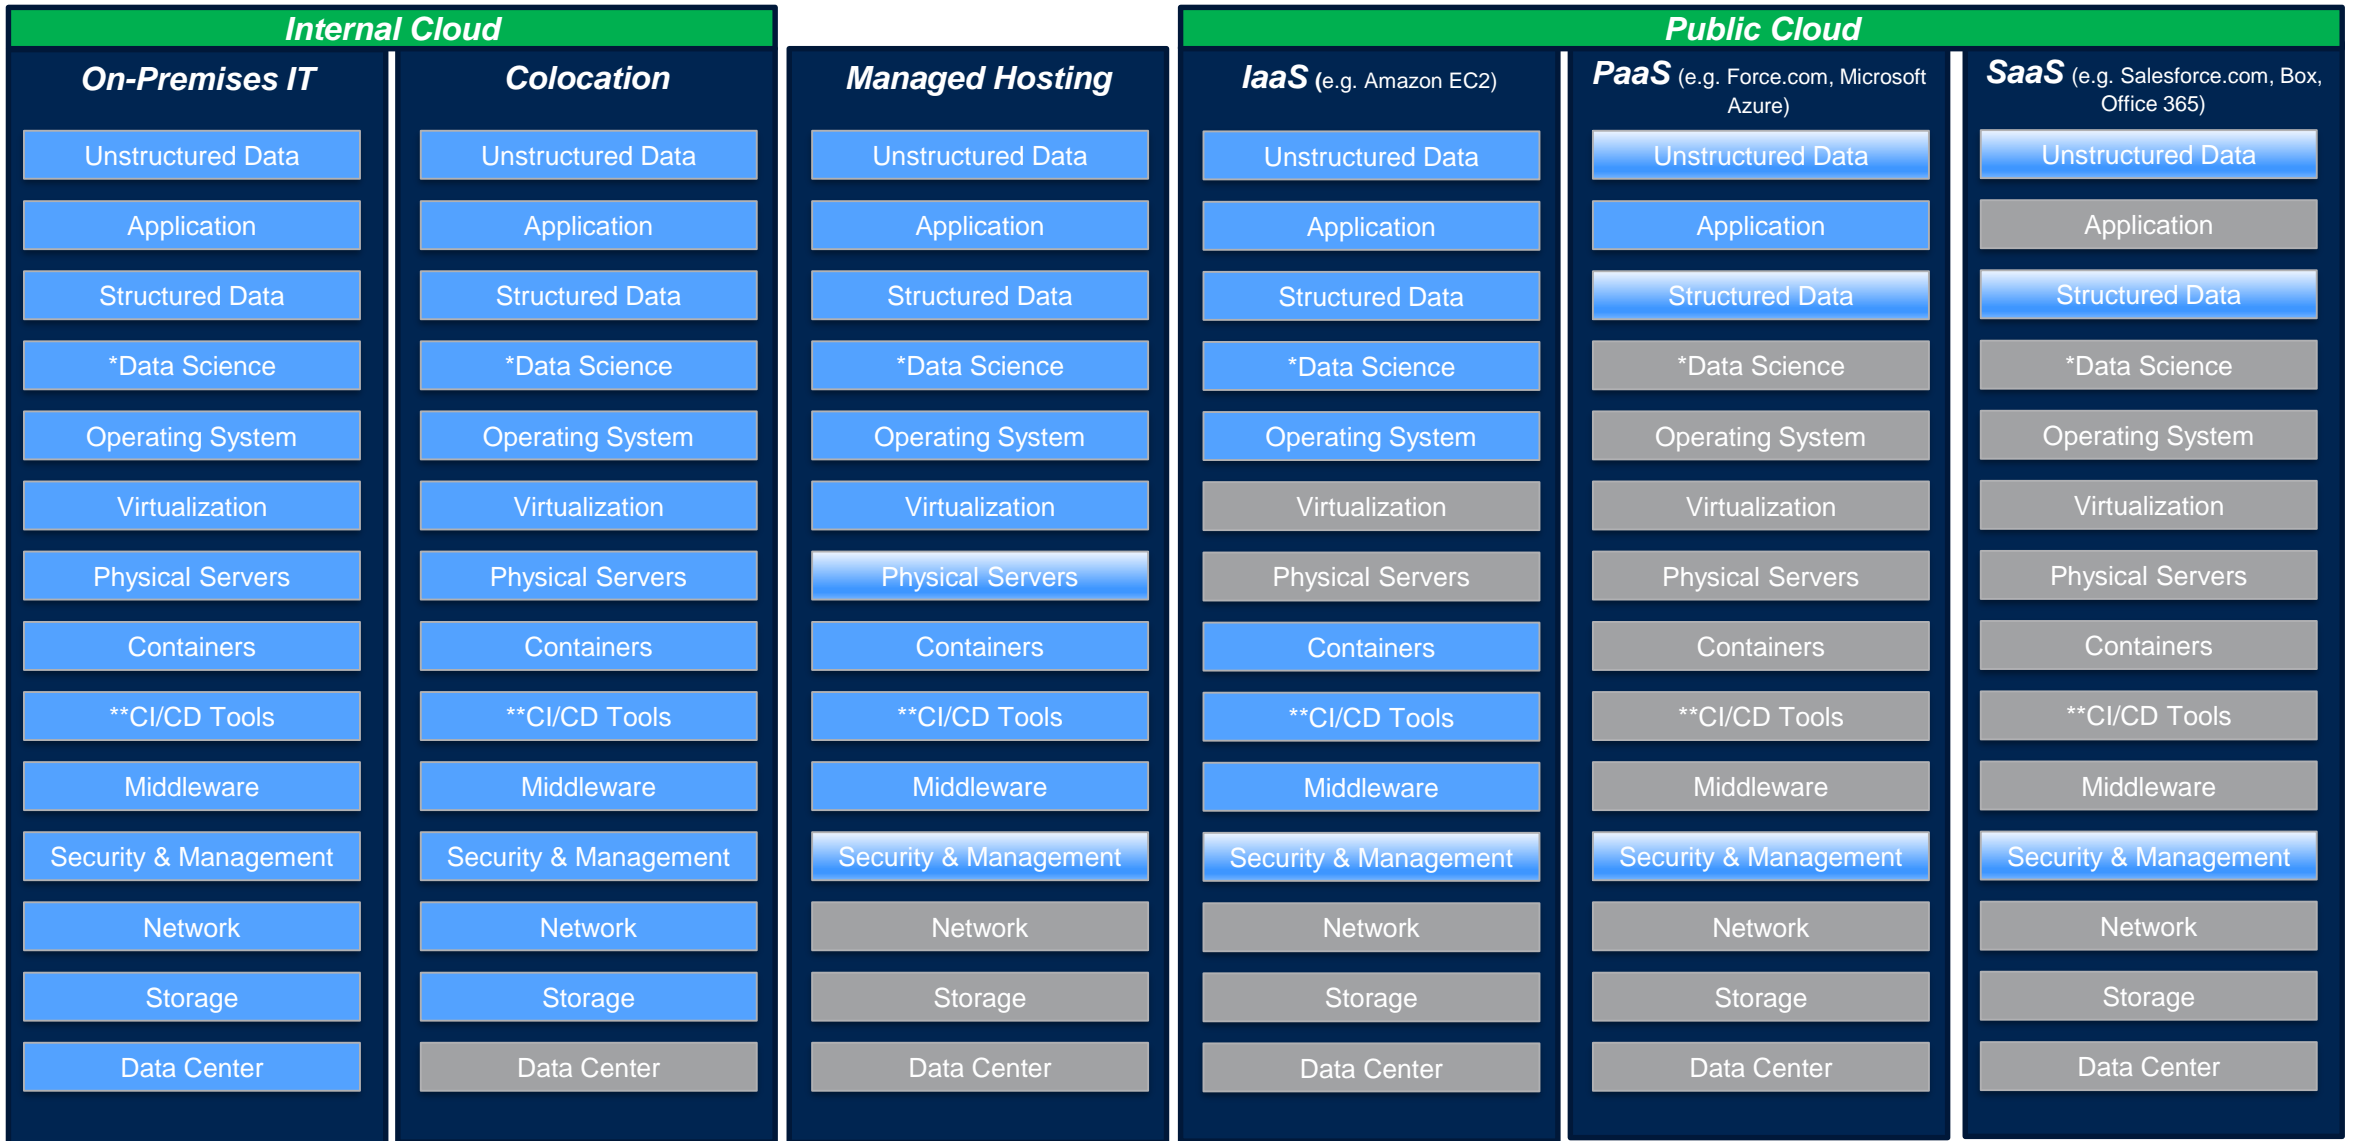 Internal Cloud
Public Cloud
On-Premises IT
Unstructured Data
Application
Structured Data
*Data Science
Operating System
Virtualization
Physical Servers
Containers
**CI/CD Tools
Middleware
Security & Management
Network
Storage
Data Center
Colocation
Unstructured Data
Application
Structured Data
*Data Science
Operating System
Virtualization
Physical Servers
Containers
**CI/CD Tools
Middleware
Security & Management
Network
Storage
Data Center
Managed Hosting
Unstructured Data
Application
Structured Data
*Data Science
Operating System
Virtualization
Physical Servers
Containers
**CI/CD Tools
Middleware
Security & Management
Network
Storage
Data Center
IaaS (e.g. Amazon EC2)
Unstructured Data
Application
Structured Data
*Data Science
Operating System
Virtualization
Physical Servers
Containers
**CI/CD Tools
Middleware
Security & Management
Network
Storage
Data Center
PaaS (e.g. Force.com, Microsoft
Azure)
Unstructured Data
Application
Structured Data
*Data Science
Operating System
Virtualization
Physical Servers
Containers
**CI/CD Tools
Middleware
Security & Management
Network
Storage
Data Center
SaaS (e.g. Salesforce.com, Box,
Office 365)
Unstructured Data
Application
Structured Data
*Data Science
Operating System
Virtualization
Physical Servers
Containers
**CI/CD Tools
Middleware
Security & Management
Network
Storage
Data Center